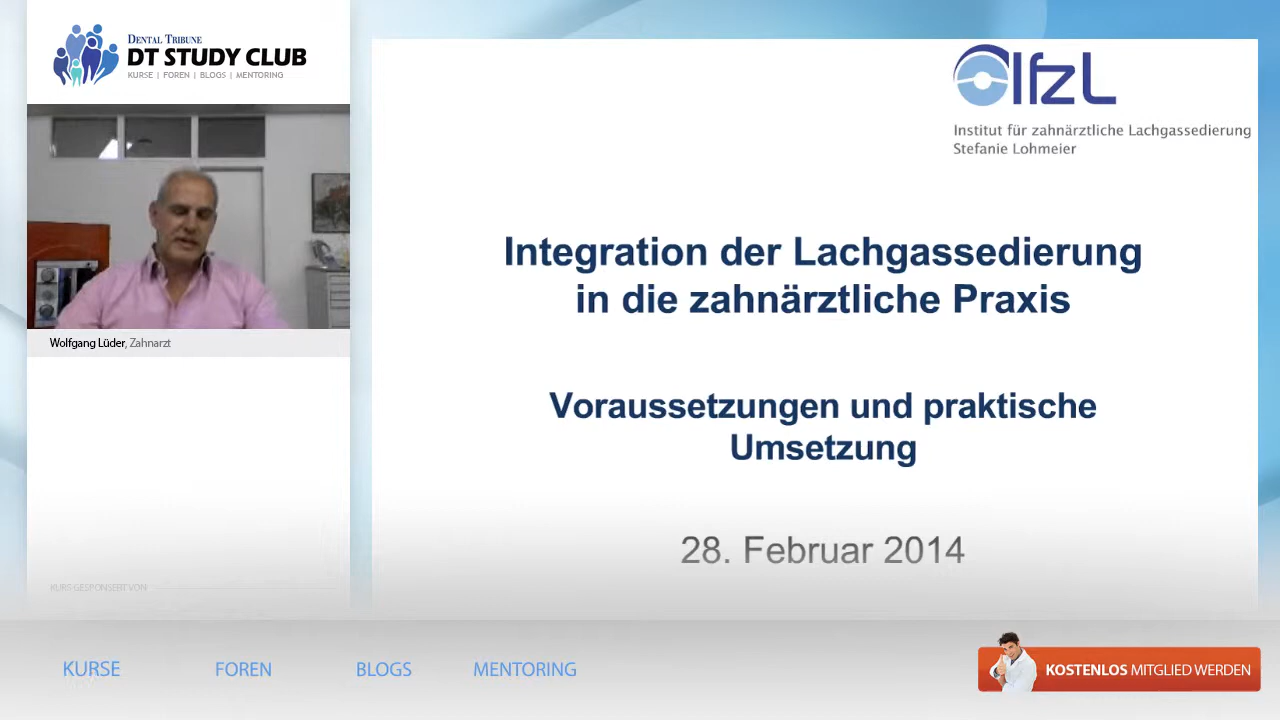 DENTAL TRIBUNE
DT STUDY CLUB
KURSE | FOREN | BLOGS | MENTORING
Wolfgang Lüder, Zahnarzt
KURS GESPONSERT VON
IfzL
Institut für zahnärztliche Lachgassedierung
Stefanie Lohmeier
Integration der Lachgassedierung
in die zahnärztliche Praxis
Voraussetzungen und praktische
Umsetzung
28. Februar 2014
KURSE
FOREN
BLOGS
MENTORING
KOSTENLOS MITGLIED WERDEN